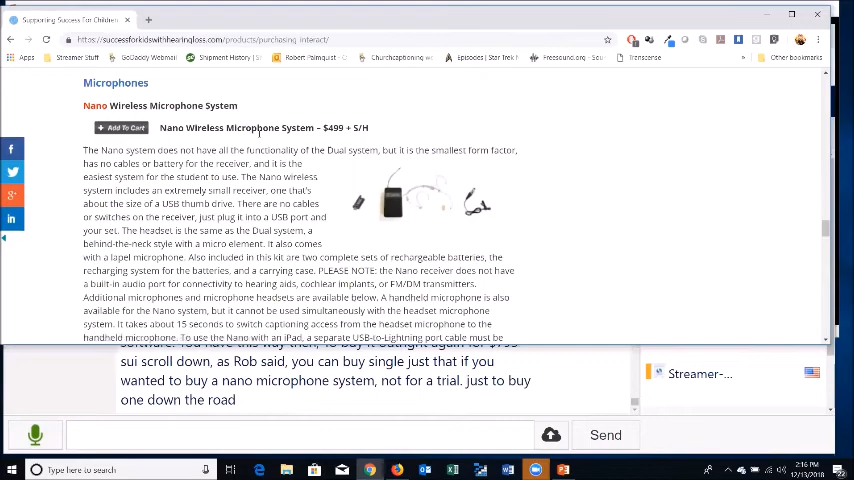 Supporting Success For Children
https://successforkidswithhearingloss.com/products/purchasing_interact/
Apps
Streamer Stuff
GoDaddy Webmail
Shipment History |
Robert Palmquist
Churchcaptioning
Episodes | Star Trek
Freesound.org - Sou
Transcense
Other bookmarks
Microphones
Nano Wireless Microphone System
+ Add To Cart
Nano Wireless Microphone System – $499 + S/H
The Nano system does not have all the functionality of the Dual system, but it is the smallest form factor,
has no cables or battery for the receiver, and it is the
easiest system for the student to use. The Nano wireless
system includes an extremely small receiver, one that's
about the size of a USB thumb drive. There are no cables
or switches on the receiver, just plug it into a USB port and
your set. The headset is the same as the Dual system, a
behind-the-neck style with a micro element. It also comes
with a lapel microphone. Also included in this kit are two complete sets of rechargeable batteries, the
recharging system for the batteries, and a carrying case. PLEASE NOTE: the Nano receiver does not have
a built-in audio port for connectivity to hearing aids, cochlear implants, or FM/DM transmitters.
Additional microphones and microphone headsets are available below. A handheld microphone is also
available for the Nano system, but it cannot be used simultaneously with the headset microphone
system. It takes about 15 seconds to switch captioning access from the headset microphone to the
handheld microphone. To use the Nano with an iPad, a separate USB-to-Lightning port cable must be
sui scroll down, as Rob said, you can buy single just that if you
wanted to buy a nano microphone system, not for a trial. just to buy
one down the road
Streamer-...
Send
Type here to search
2:16 PM
12/13/2018
22